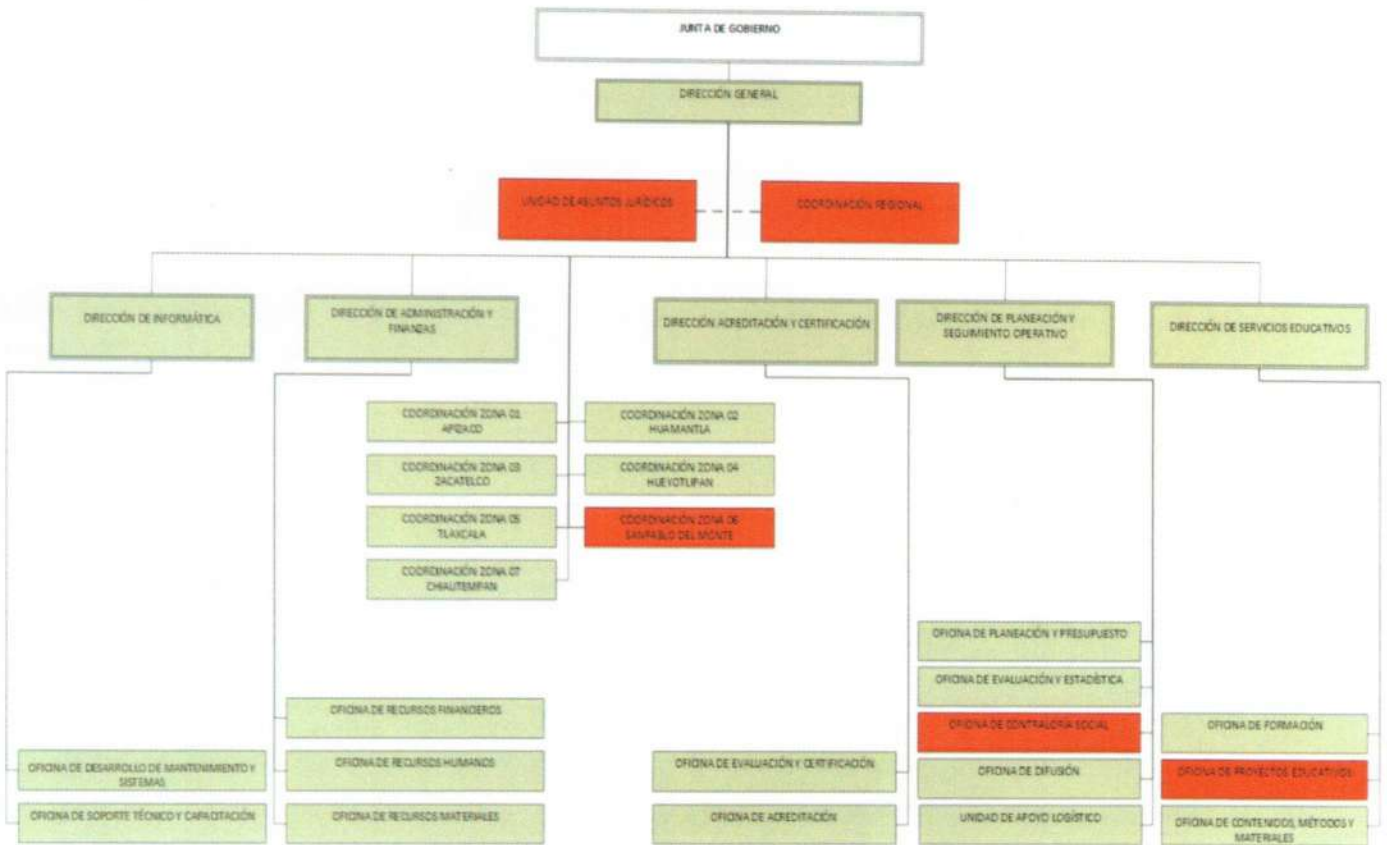 JUNTA DE GOBIERNO
DIRECCIÓN GENERAL
UNIDAD DE ASUNTOS JURÍDICOS
COORDINACIÓN REGIONAL
DIRECCIÓN DE INFORMÁTICA
DIRECCIÓN DE ADMINISTRACIÓN Y
FINANZAS
DIRECCIÓN ACREDITACIÓN Y CERTIFICACIÓN
DIRECCIÓN DE PLANEACIÓN Y
SEGUIMIENTO OPERATIVO
DIRECCIÓN DE SERVICIOS EDUCATIVOS
COORDINACIÓN ZONA 01
APIZACO
COORDINACIÓN ZONA 02
HUAMANTLA
COORDINACIÓN ZONA 03
ZACATELCO
COORDINACIÓN ZONA 04
HUEYOTLIPAN
COORDINACIÓN ZONA 05
TLAXCALA
COORDINACIÓN ZONA 06
SANPABLO DEL MONTE
COORDINACIÓN ZONA 07
CHIAUTEMPAN
OFICINA DE DESARROLLO DE MANTENIMIENTO Y
SISTEMAS
OFICINA DE SOPORTE TÉCNICO Y CAPACITACIÓN
OFICINA DE RECURSOS FINANCIEROS
OFICINA DE RECURSOS HUMANOS
OFICINA DE RECURSOS MATERIALES
OFICINA DE EVALUACIÓN Y CERTIFICACIÓN
OFICINA DE ACREDITACIÓN
OFICINA DE PLANEACIÓN Y PRESUPUESTO
OFICINA DE EVALUACIÓN Y ESTADÍSTICA
OFICINA DE CONTRALORÍA SOCIAL
OFICINA DE DIFUSIÓN
UNIDAD DE APOYO LOGÍSTICO
OFICINA DE FORMACIÓN
OFICINA DE PROYECTOS EDUCATIVOS
OFICINA DE CONTENIDOS, MÉTODOS Y
MATERIALES